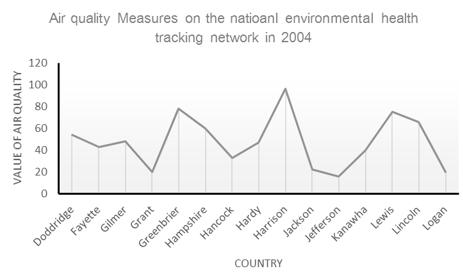 Air quality Measures on the natioanl environmental health
tracking network in 2004
VALUE OF AIR QUALITY
120
100
80
60
40
20
0
Doddridge
Fayette
Gilmer
Grant
Greenbrier
Hampshire
Hancock
Hardy
Harrison
Jackson
Jefferson
Kanawha
Lewis
Lincoln
Logan
COUNTRY